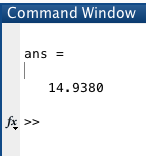 Command Window
ans =
14.9380
fx >>